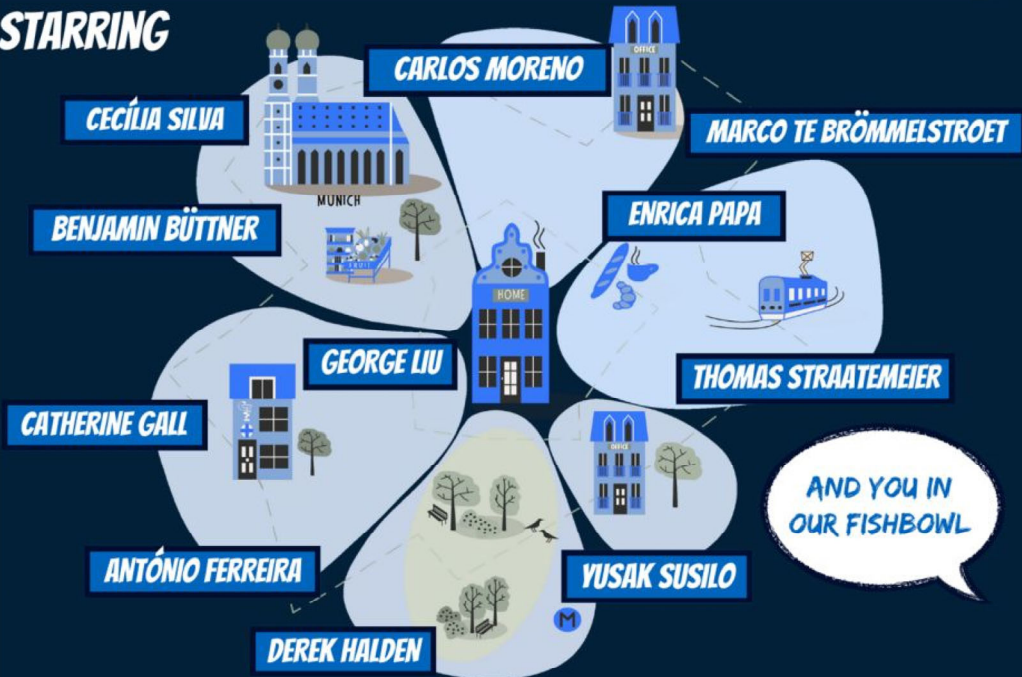 STARRING
CARLOS MORENO
OFFICE
CECÍLIA SILVA
MARCO TE BRÖMMELSTROET
MUNICH
BENJAMIN BÜTTNER
ENRICA PAPA
FRUIT
HOME
GEORGE LIU
THOMAS STRAATEMEIER
CATHERINE GALL
OFFICE
AND YOU IN
OUR FISHBOWL
ANTÓNIO FERREIRA
YUSAK SUSILO
M
DEREK HALDEN